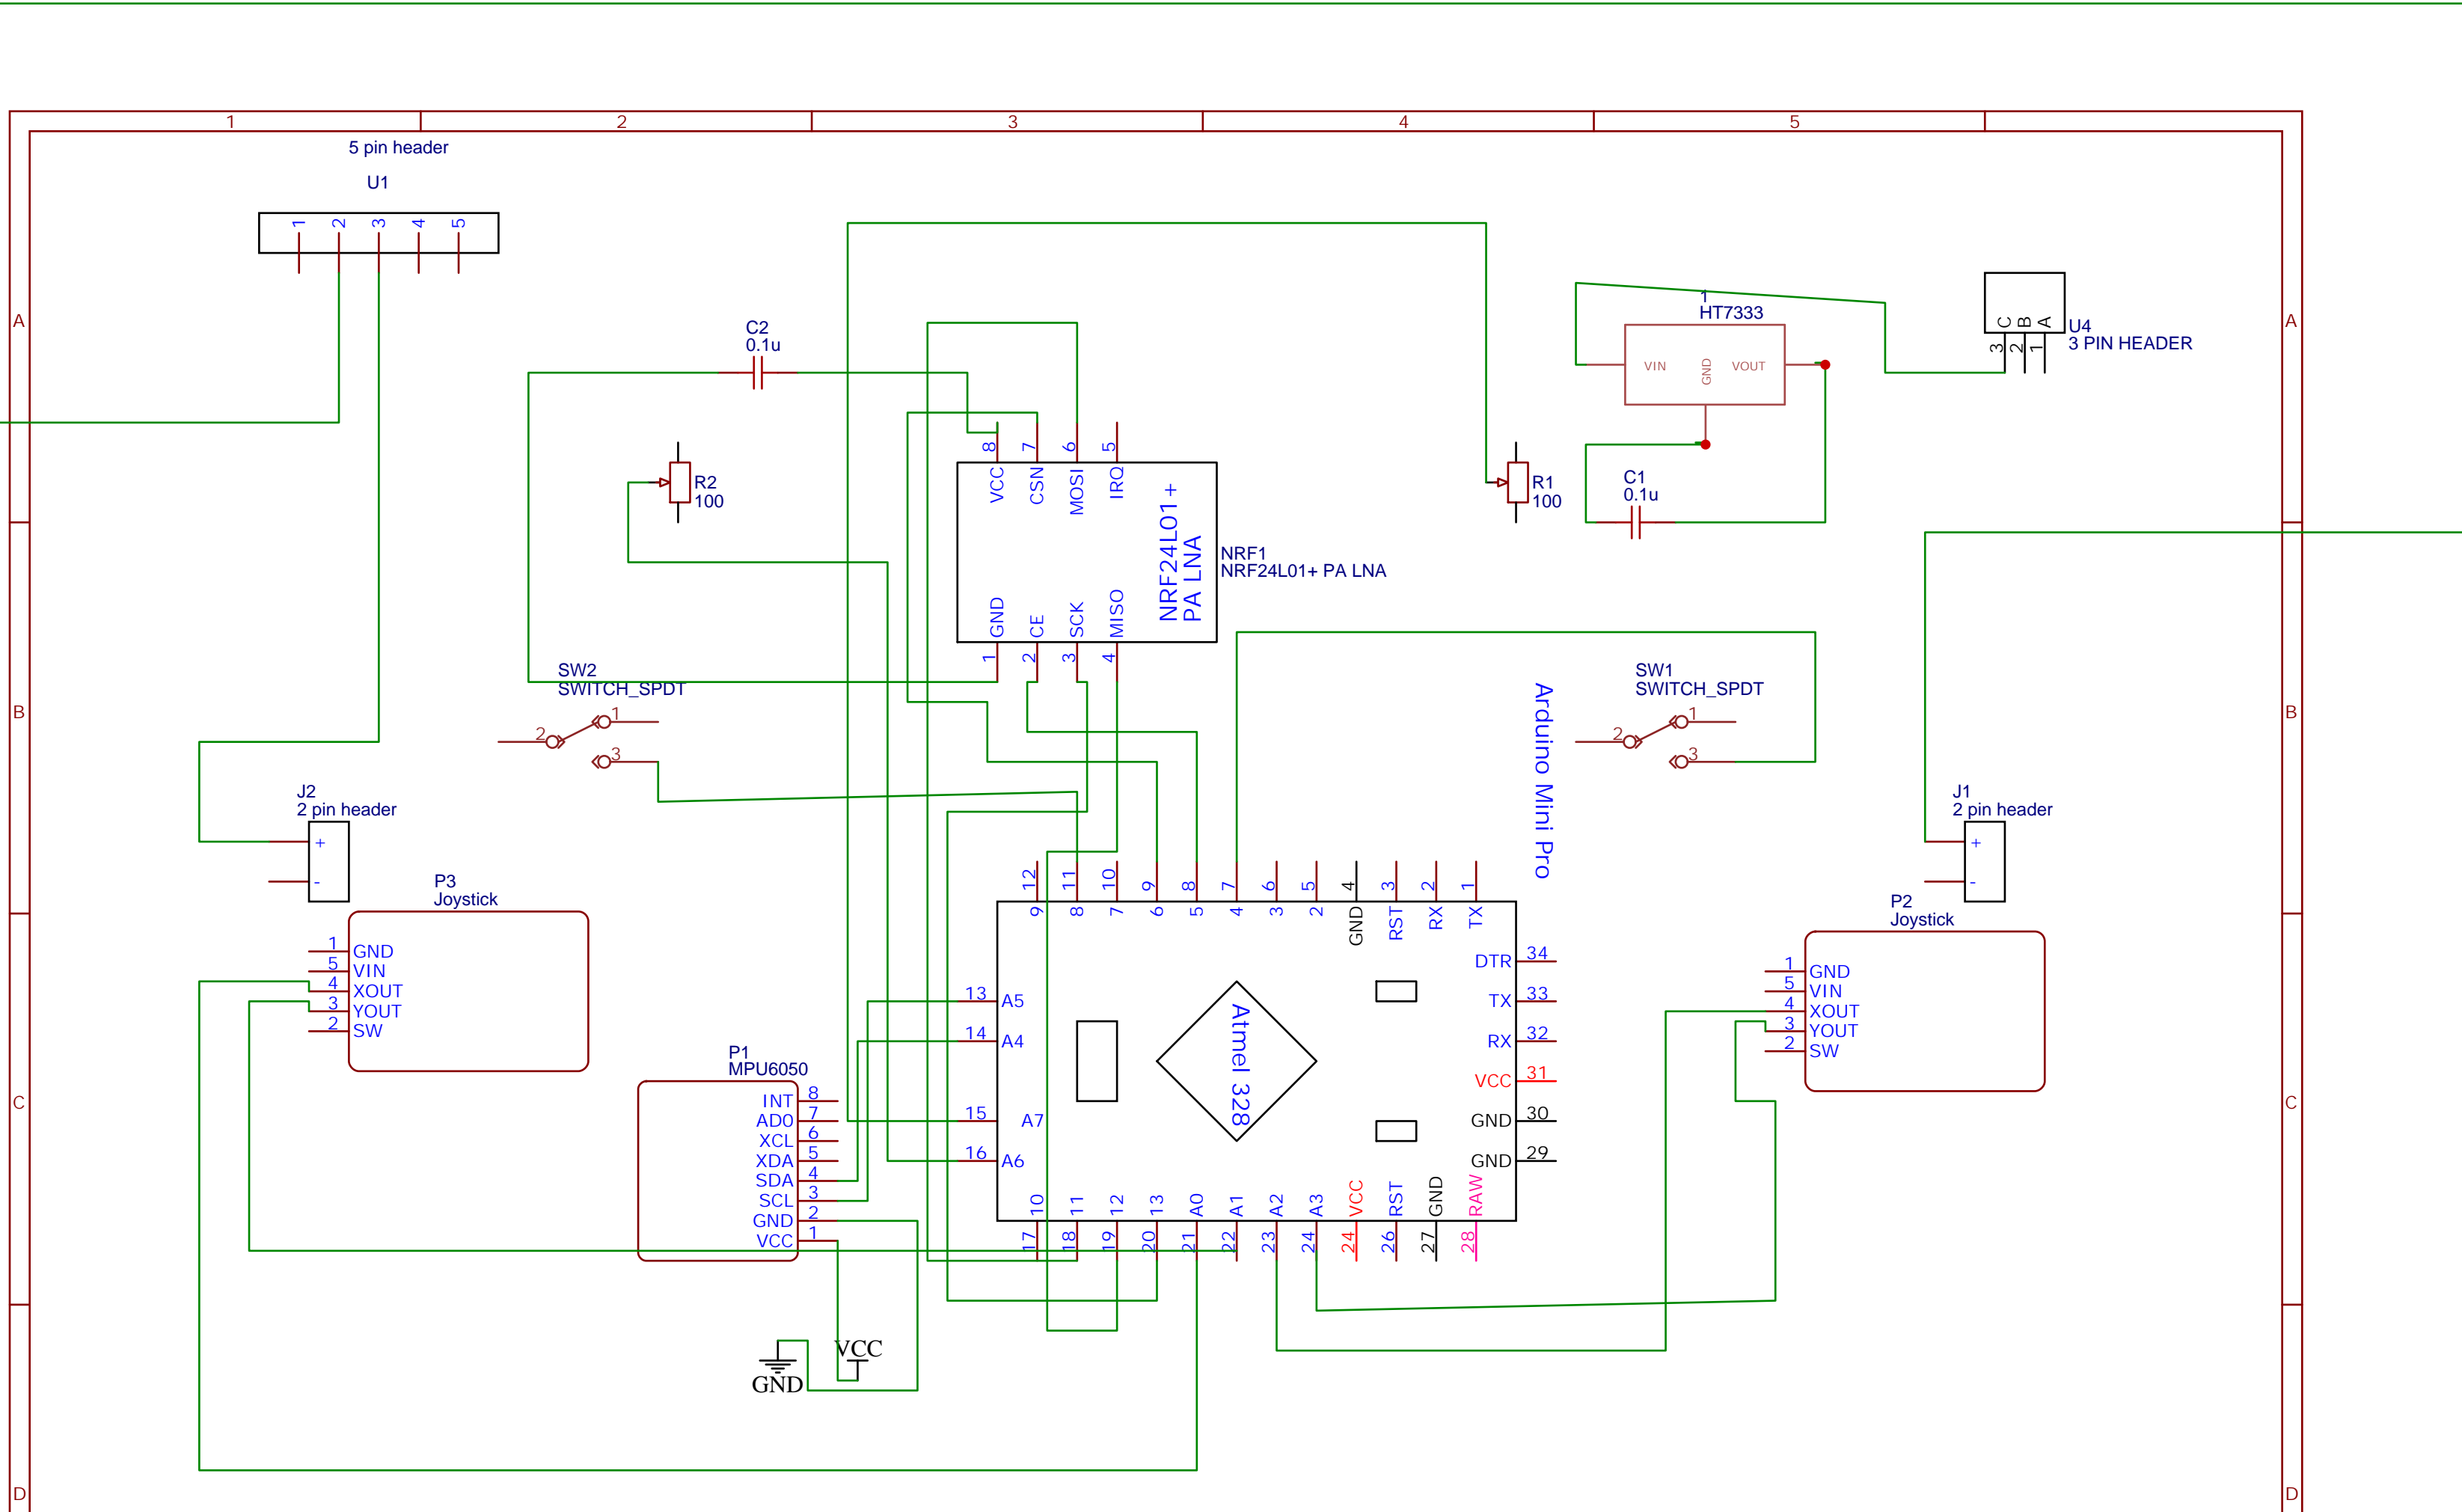 1 2 3 4 5
5 pin header
U1
1 2 3 4 5
A
A
C2
0.1u
1
HT7333
VIN GND VOUT
C B A
3 2 1
U4
3 PIN HEADER
R2
100
8 7 6 5
VCC CSN MOSI IRQ
NRF24L01+
PA LNA
GND CE SCK MISO
1 2 3 4
NRF1
NRF24L01+ PA LNA
R1
100
C1
0.1u
SW2
SWITCH_SPDT
2 1 3
SW1
SWITCH_SPDT
2 1 3
B
B
Arduino Mini Pro
J2
2 pin header
+
-
J1
2 pin header
+
-
P3
Joystick
1 GND
5 VIN
4 XOUT
3 YOUT
2 SW
P2
Joystick
1 GND
5 VIN
4 XOUT
3 YOUT
2 SW
12 11 10 9 8 7 6 5 4 3 2 1
9 8 7 6 5 4 3 2 GND RST RX TX
DTR 34
13 A5
TX 33
14 A4
RX 32
VCC 31
15 A7
GND 30
16 A6
GND 29
Atmel 328
10 11 12 13 A0 A1 A2 A3 VCC RST GND RAW
17 18 19 20 21 22 23 24 24 26 27 28
P1
MPU6050
INT 8
AD0 7
XCL 6
XDA 5
SDA 4
SCL 3
GND 2
VCC 1
C
C
VCC
GND
D
D